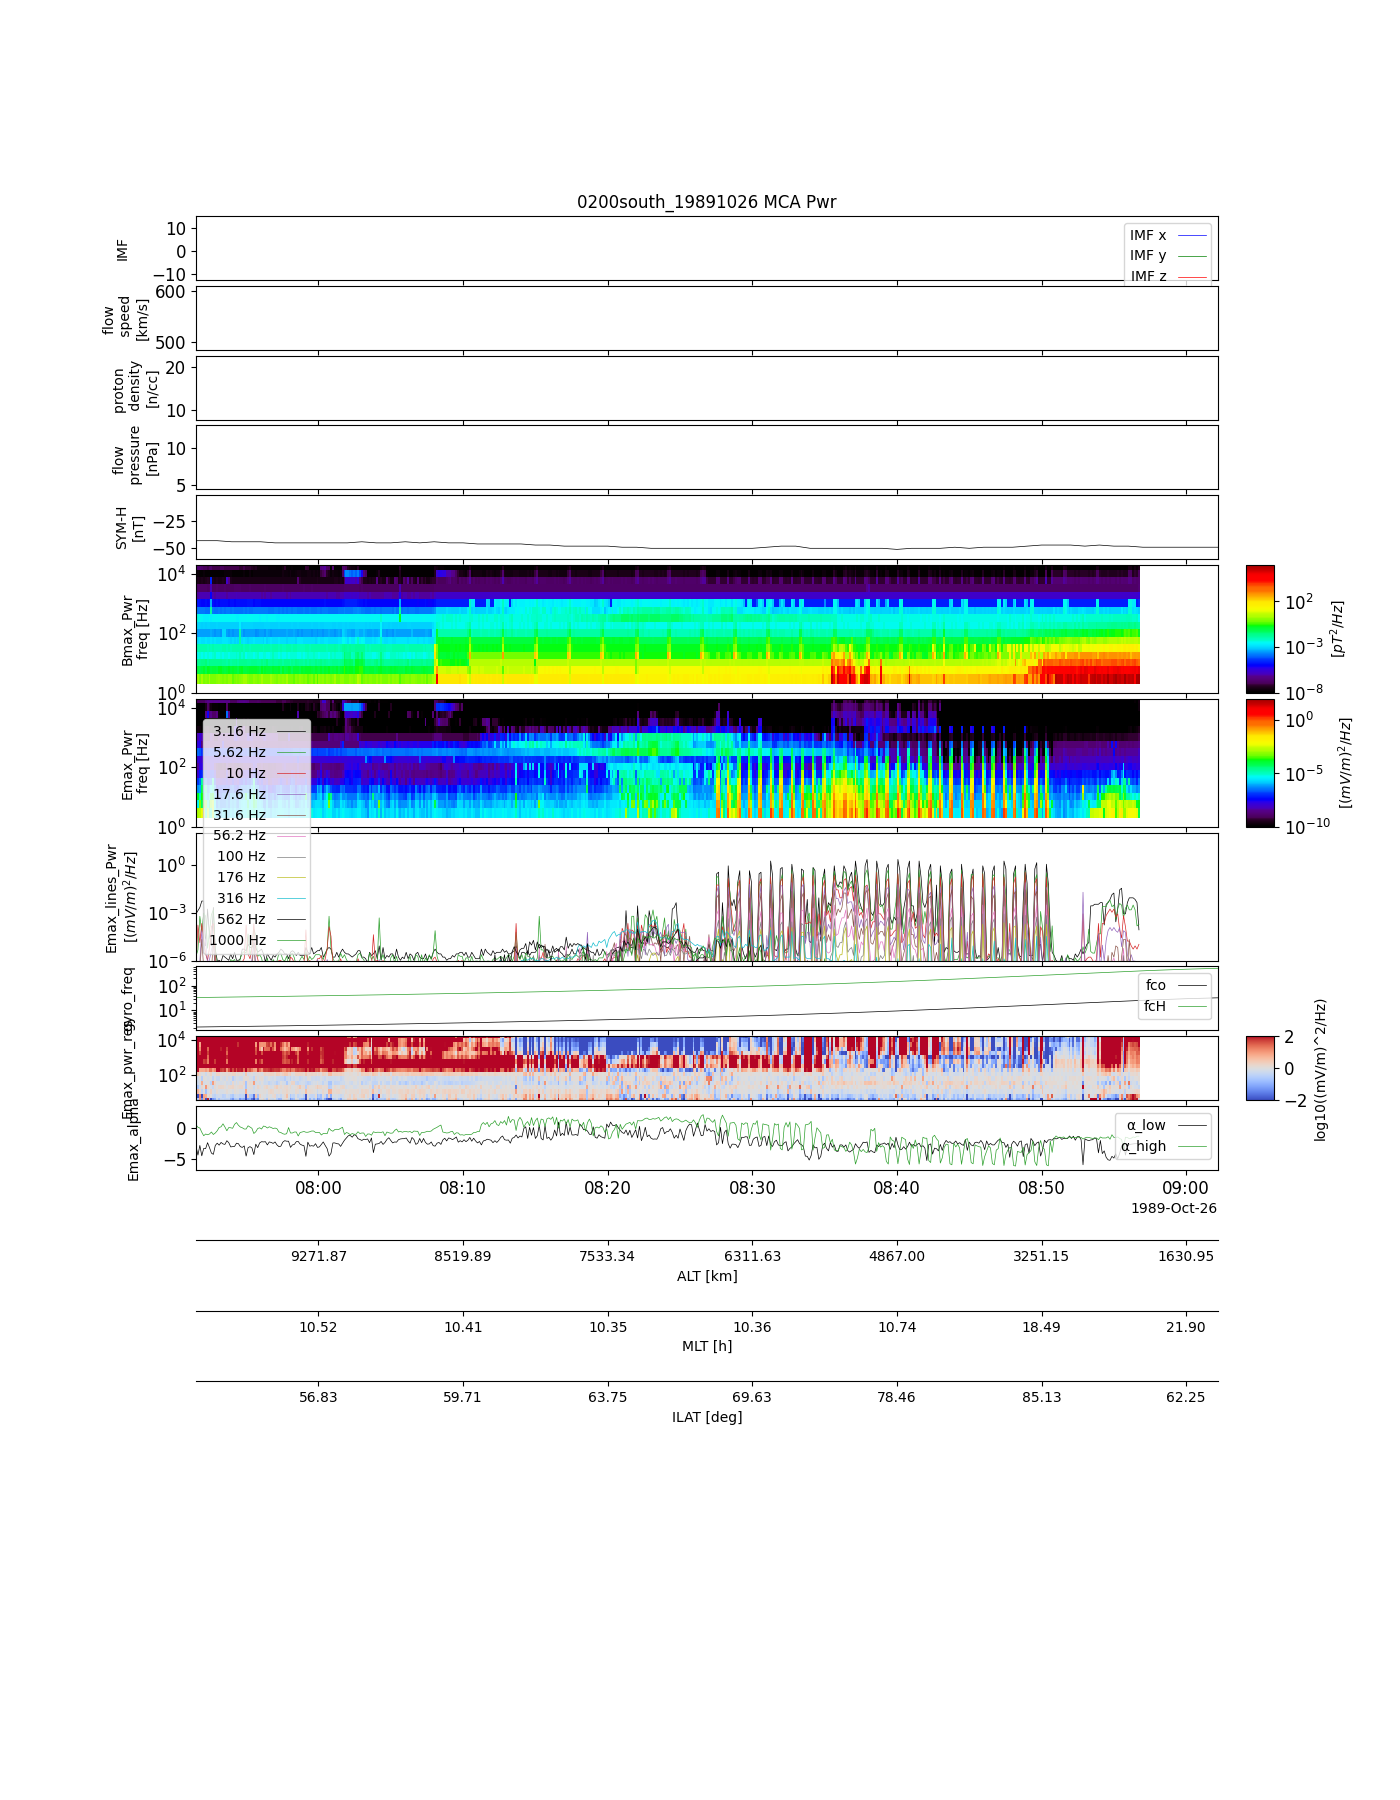 0200south_19891026 MCA Pwr
IMF
10
0
−10
IMF x
IMF y
IMF z
flow
speed
[km/s]
600
500
proton
density
[n/cc]
20
10
flow
pressure
[nPa]
10
5
SYM-H
[nT]
−25
−50
Bmax_Pwr
freq [Hz]
10^4
10^2
10^0
10^2
10^−3
10^−8
[pT^2/Hz]
Emax_Pwr
freq [Hz]
10^4
10^2
10^0
10^0
10^−5
10^−10
[(mV/m)^2/Hz]
3.16 Hz
5.62 Hz
10 Hz
17.6 Hz
31.6 Hz
56.2 Hz
100 Hz
176 Hz
316 Hz
562 Hz
1000 Hz
Emax_lines_Pwr
[(mV/m)^2/Hz]
10^0
10^−3
10^−6
gyro_freq
10^2
10^1
fco
fcH
Emax_pwr_reg
10^4
10^2
2
0
−2
log10((mV/m)^2/Hz)
Emax_alpha
0
−5
α_low
α_high
08:00 08:10 08:20 08:30 08:40 08:50 09:00
1989-Oct-26
9271.87 8519.89 7533.34 6311.63 4867.00 3251.15 1630.95
ALT [km]
10.52 10.41 10.35 10.36 10.74 18.49 21.90
MLT [h]
56.83 59.71 63.75 69.63 78.46 85.13 62.25
ILAT [deg]